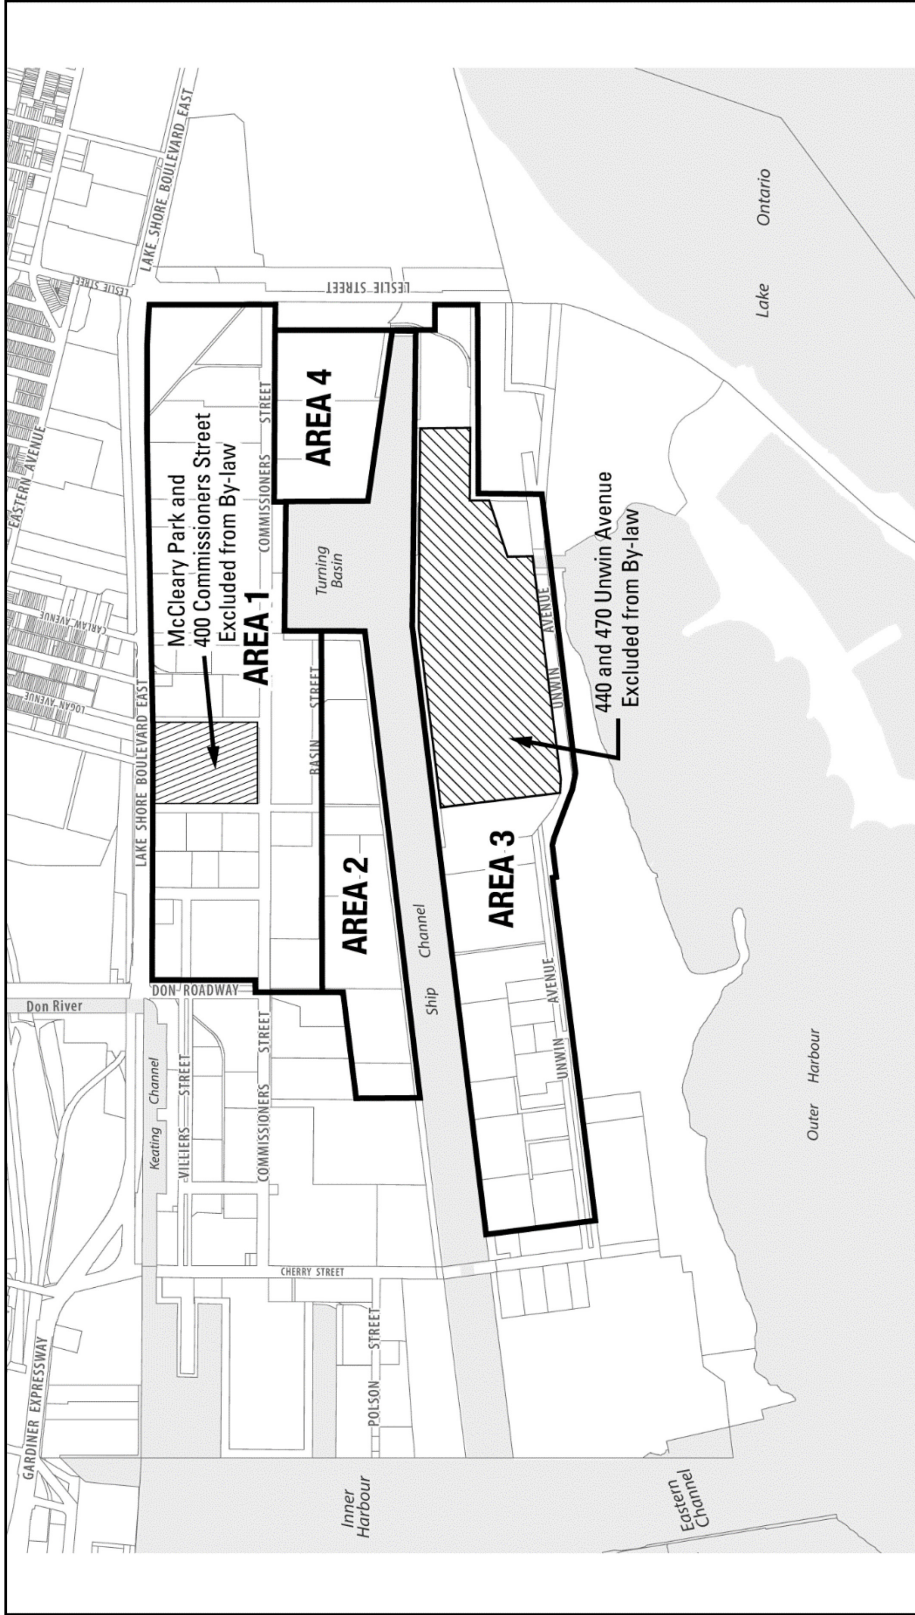 GARDINER EXPRESSWAY
Don River
EASTERN AVENUE
LAKE SHORE BOULEVARD EAST
LESLIE STREET
LOGAN AVENUE
CARLAW AVENUE
LAKE SHORE BOULEVARD EAST
Keating Channel
VILLIERS STREET
DON ROADWAY
McCleary Park and
400 Commissioners Street
Excluded from By-law
LESLIE STREET
COMMISSIONERS STREET
AREA 1
COMMISSIONERS STREET
CHERRY STREET
BASIN STREET
Turning
Basin
AREA 4
Inner
Harbour
POLSON STREET
AREA 2
Ship Channel
AREA 3
UNWIN AVENUE
UNWIN AVENUE
440 and 470 Unwin Avenue
Excluded from By-law
Eastern
Channel
Outer Harbour
Lake Ontario